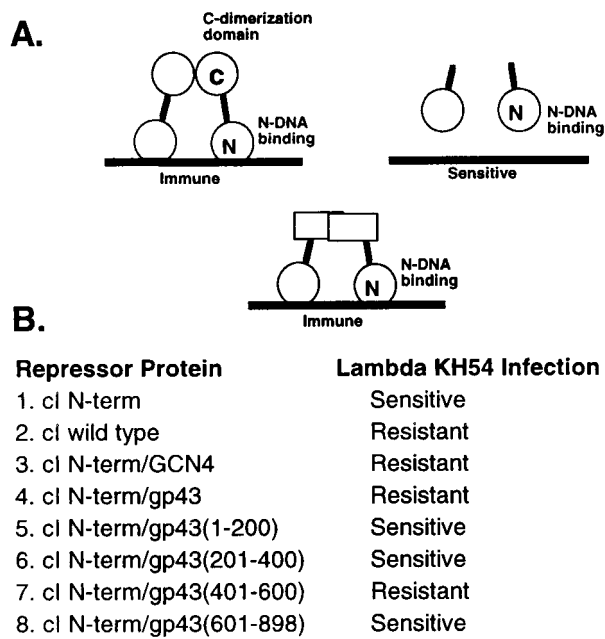 A.
C-dimerization
domain
C
N-DNA
binding
N
Immune
N
N-DNA
binding
Sensitive
N-DNA
binding
N
Immune
B.
Repressor Protein Lambda KH54 Infection
1. cI N-term Sensitive
2. cI wild type Resistant
3. cI N-term/GCN4 Resistant
4. cI N-term/gp43 Resistant
5. cI N-term/gp43(1-200) Sensitive
6. cI N-term/gp43(201-400) Sensitive
7. cI N-term/gp43(401-600) Resistant
8. cI N-term/gp43(601-898) Sensitive